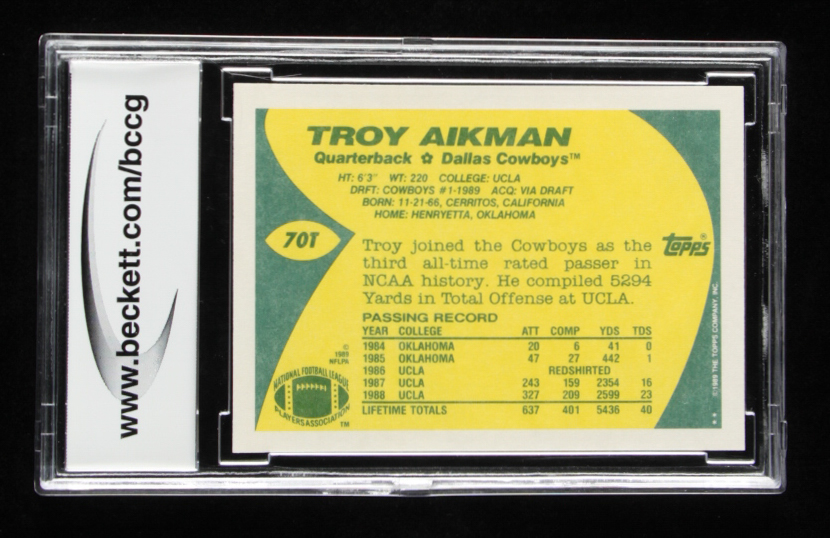 www.beckett.com/bccg
TROY AIKMAN
Quarterback ✩ Dallas Cowboys™
HT: 6'3" WT: 220 COLLEGE: UCLA
DRFT: COWBOYS #1-1989 ACQ: VIA DRAFT
BORN: 11-21-66, CERRITOS, CALIFORNIA
HOME: HENRYETTA, OKLAHOMA
70T
topps®
Troy joined the Cowboys as the
third all-time rated passer in
NCAA history. He compiled 5294
Yards in Total Offense at UCLA.
PASSING RECORD
YEAR COLLEGE ATT COMP YDS TDS
1984 OKLAHOMA 20 6 41 0
1985 OKLAHOMA 47 27 442 1
1986 UCLA REDSHIRTED
1987 UCLA 243 159 2354 16
1988 UCLA 327 209 2599 23
LIFETIME TOTALS 637 401 5436 40
©
1989
NFLPA
NATIONAL FOOTBALL LEAGUE
PLAYERS ASSOCIATION
™
©1989 THE TOPPS COMPANY, INC.
**